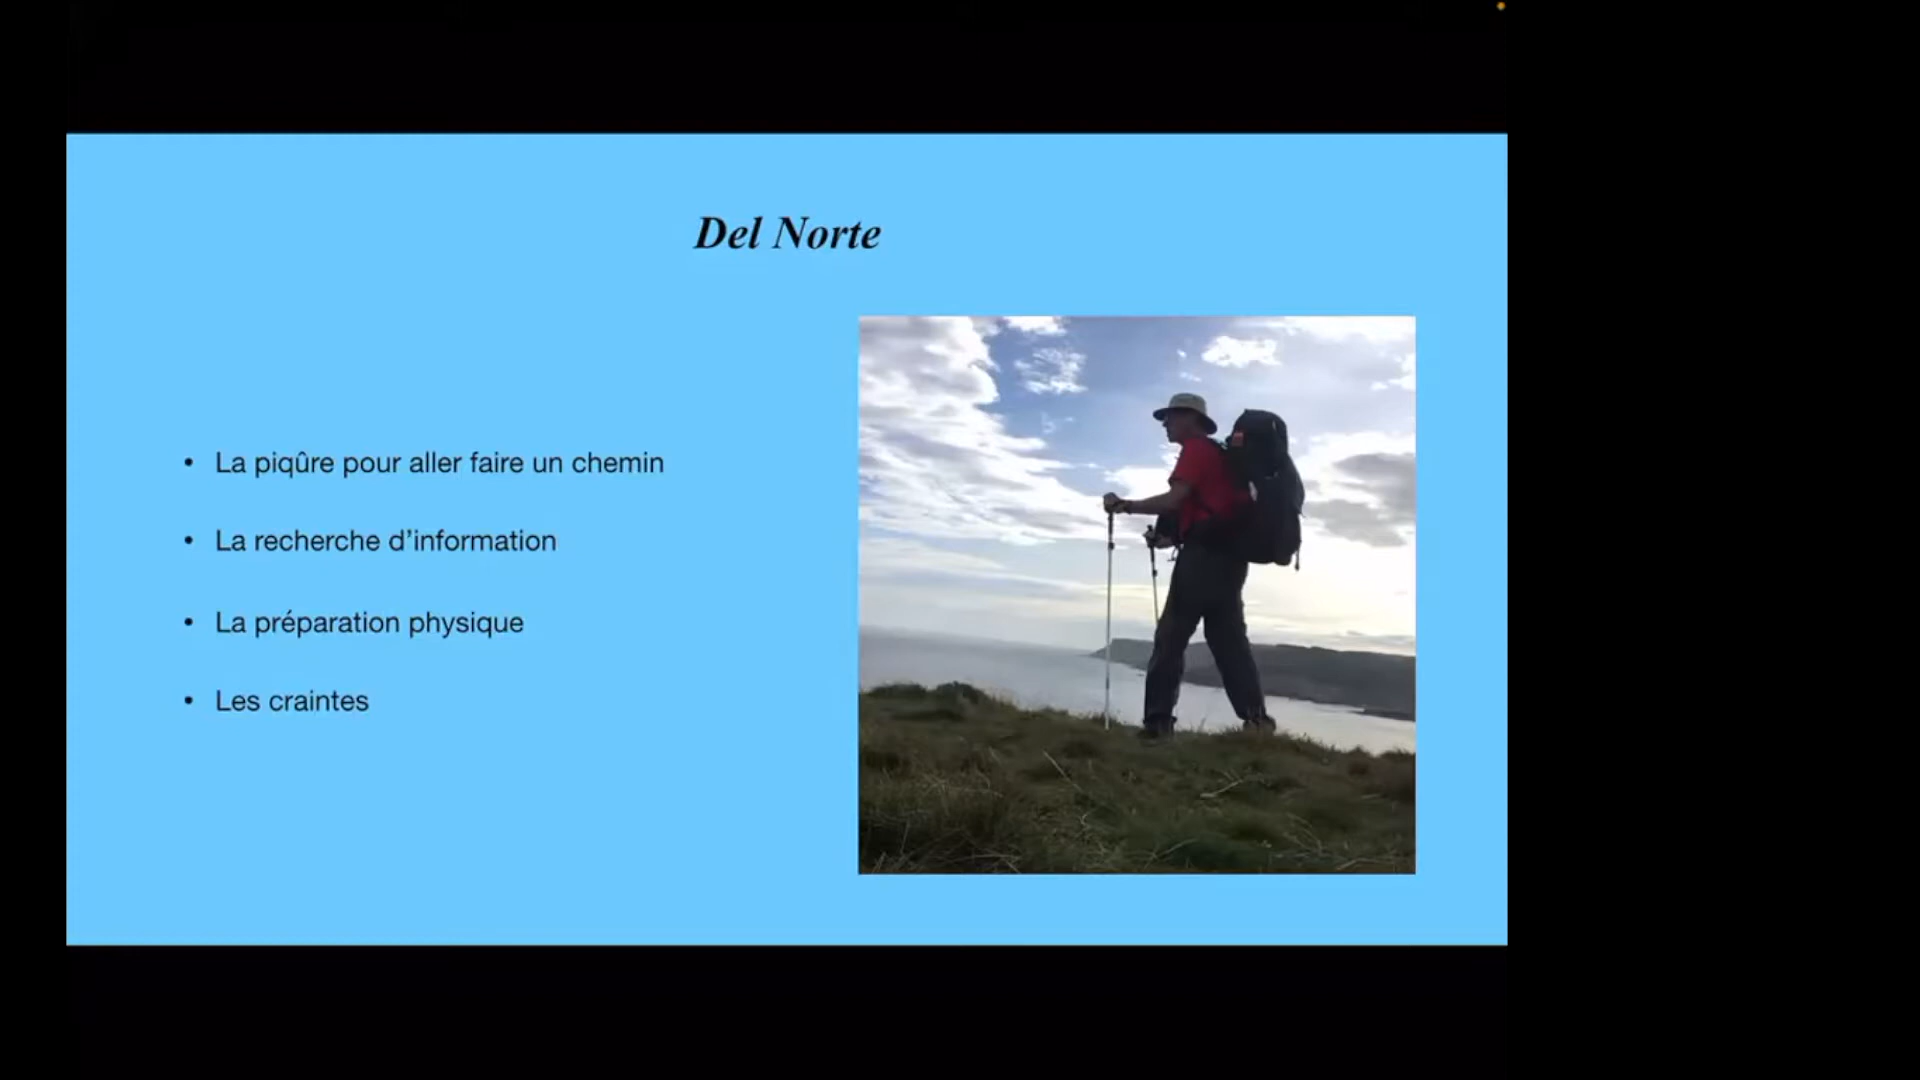 Del Norte
• La piqûre pour aller faire un chemin
• La recherche d’information
• La préparation physique
• Les craintes